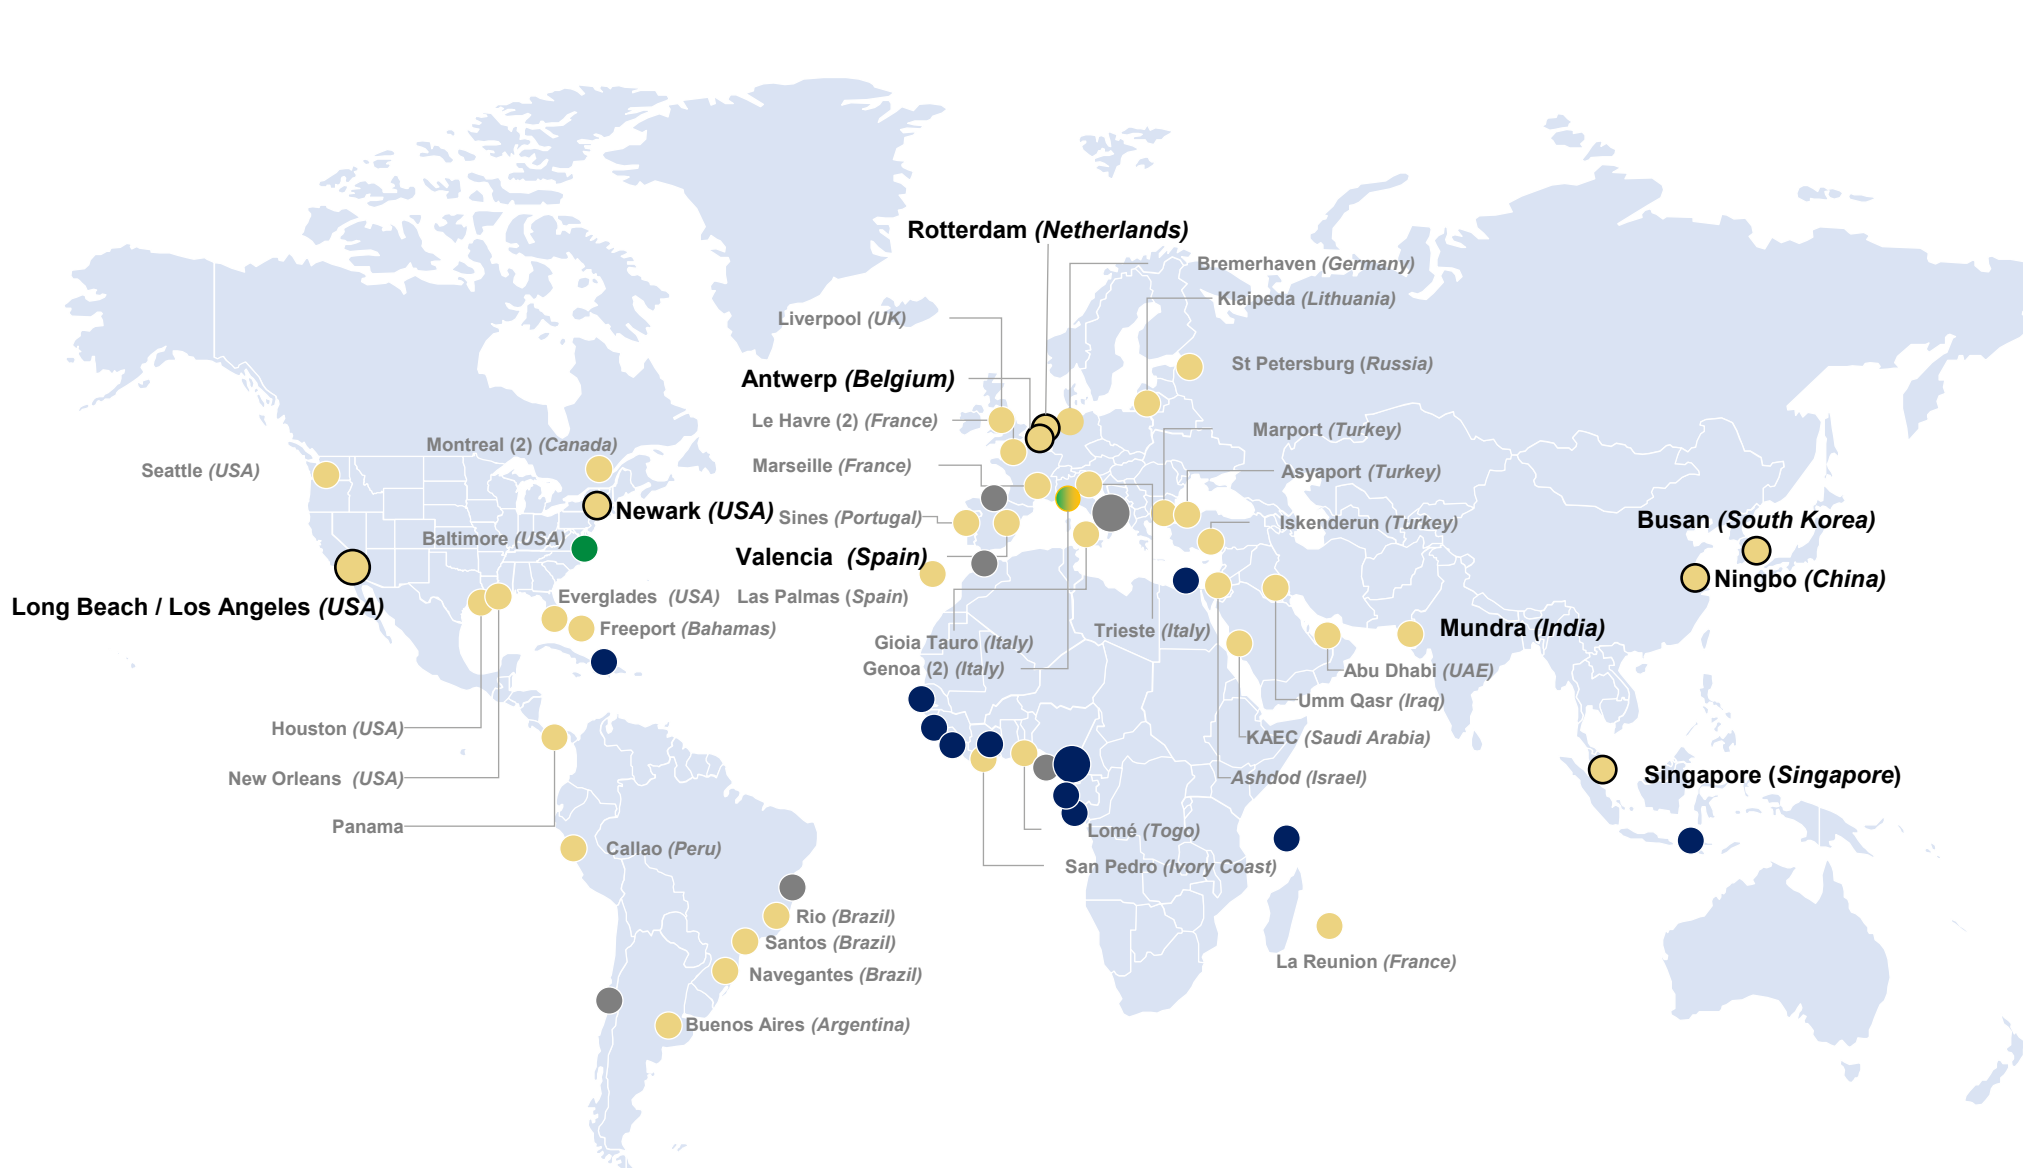 Rotterdam (Netherlands)
Bremerhaven (Germany)
Klaipeda (Lithuania)
Liverpool (UK)
St Petersburg (Russia)
Antwerp (Belgium)
Le Havre (2) (France)
Marport (Turkey)
Montreal (2) (Canada)
Seattle (USA)
Marseille (France)
Asyaport (Turkey)
Newark (USA)
Sines (Portugal)
Iskenderun (Turkey)
Busan (South Korea)
Baltimore (USA)
Valencia (Spain)
Ningbo (China)
Everglades (USA)
Las Palmas (Spain)
Long Beach / Los Angeles (USA)
Freeport (Bahamas)
Trieste (Italy)
Mundra (India)
Gioia Tauro (Italy)
Genoa (2) (Italy)
Abu Dhabi (UAE)
Umm Qasr (Iraq)
Houston (USA)
KAEC (Saudi Arabia)
New Orleans (USA)
Ashdod (Israel)
Singapore (Singapore)
Panama
Lomé (Togo)
Callao (Peru)
San Pedro (Ivory Coast)
Rio (Brazil)
Santos (Brazil)
La Reunion (France)
Navegantes (Brazil)
Buenos Aires (Argentina)